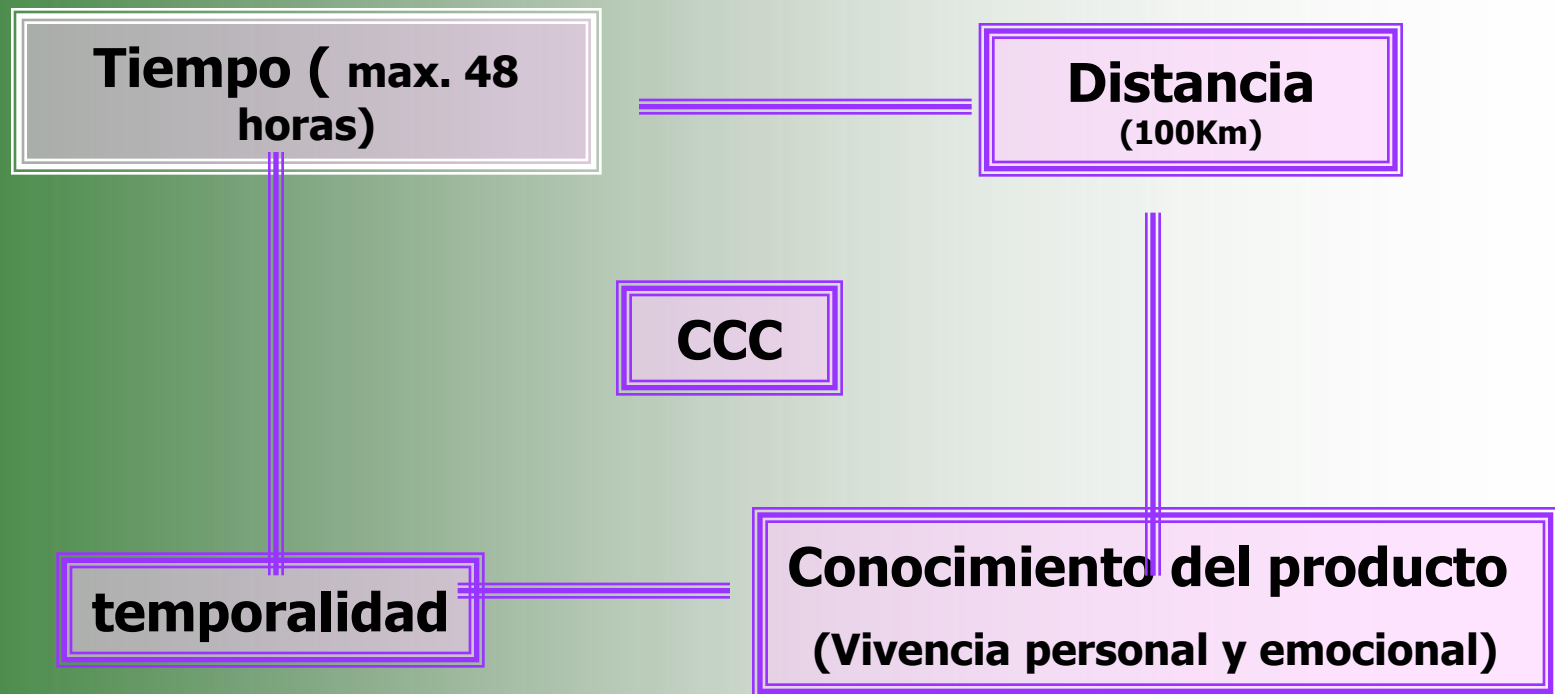 Tiempo ( max. 48
horas)
Distancia
(100Km)
CCC
temporalidad
Conocimiento del producto
(Vivencia personal y emocional)